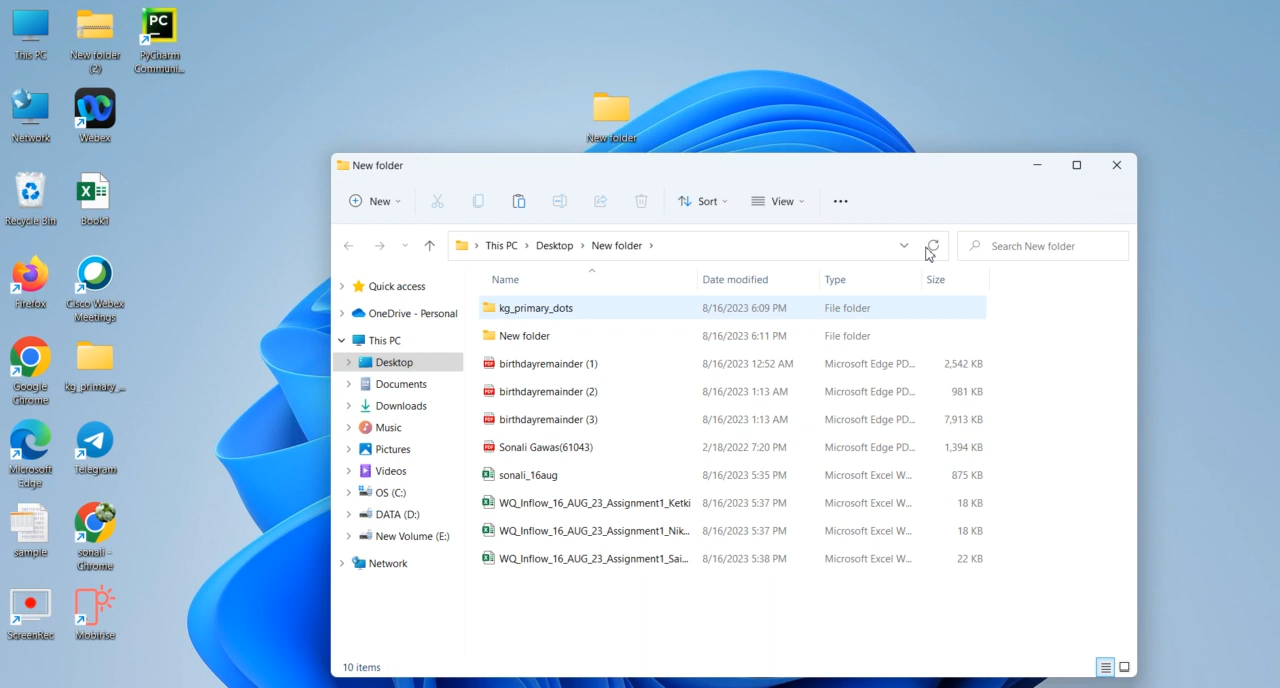 This PC
New folder (2)
PC
PyCharm Communi...
Network
Webex
New folder
Recycle Bin
Book1
Firefox
Cisco Webex Meetings
Google Chrome
kg_primary_...
Microsoft Edge
Telegram
sample
sonali - Chrome
ScreenRec
Mobirise
New folder
New
Sort
View
This PC > Desktop > New folder >
Search New folder
Quick access
OneDrive - Personal
This PC
Desktop
Documents
Downloads
Music
Pictures
Videos
OS (C:)
DATA (D:)
New Volume (E:)
Network
Name Date modified Type Size
kg_primary_dots 8/16/2023 6:09 PM File folder
New folder 8/16/2023 6:11 PM File folder
birthdayremainder (1) 8/16/2023 12:52 AM Microsoft Edge PD... 2,542 KB
birthdayremainder (2) 8/16/2023 1:13 AM Microsoft Edge PD... 981 KB
birthdayremainder (3) 8/16/2023 1:13 AM Microsoft Edge PD... 7,913 KB
Sonali Gawas(61043) 2/18/2022 7:20 PM Microsoft Edge PD... 1,394 KB
sonali_16aug 8/16/2023 5:35 PM Microsoft Excel W... 875 KB
WQ_Inflow_16_AUG_23_Assignment1_Ketki 8/16/2023 5:37 PM Microsoft Excel W... 18 KB
WQ_Inflow_16_AUG_23_Assignment1_Nik... 8/16/2023 5:37 PM Microsoft Excel W... 18 KB
WQ_Inflow_16_AUG_23_Assignment1_Sai... 8/16/2023 5:38 PM Microsoft Excel W... 22 KB
10 items